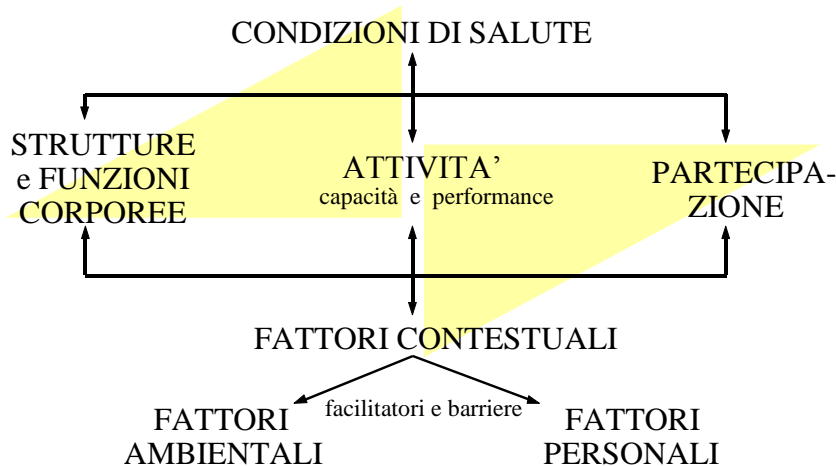 CONDIZIONI DI SALUTE
STRUTTURE
e FUNZIONI
CORPOREE
ATTIVITA’
capacità e performance
PARTECIPA-
ZIONE
FATTORI CONTESTUALI
facilitatori e barriere
FATTORI
AMBIENTALI
FATTORI
PERSONALI